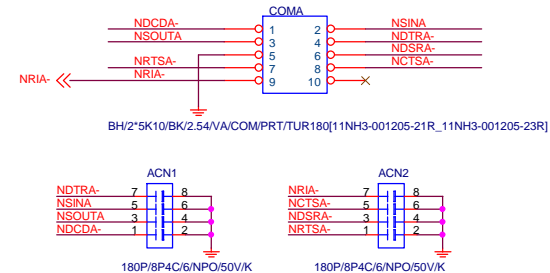 COMA
NDCDA- 1 2 NSINA
NSOUTA 3 4 NDTRA-
5 6 NDSRA-
NRTSA- 7 8 NCTSA-
NRIA- NRIA- 9 10
BH/2*5K10/BK/2.54/VA/COM/PRT/TUR180[11NH3-001205-21R_11NH3-001205-23R]
ACN1
NDTRA- 7 8
NSINA 5 6
NSOUTA 3 4
NDCDA- 1 2
180P/8P4C/6/NPO/50V/K
ACN2
NRIA- 7 8
NCTSA- 5 6
NDSRA- 3 4
NRTSA- 1 2
180P/8P4C/6/NPO/50V/K